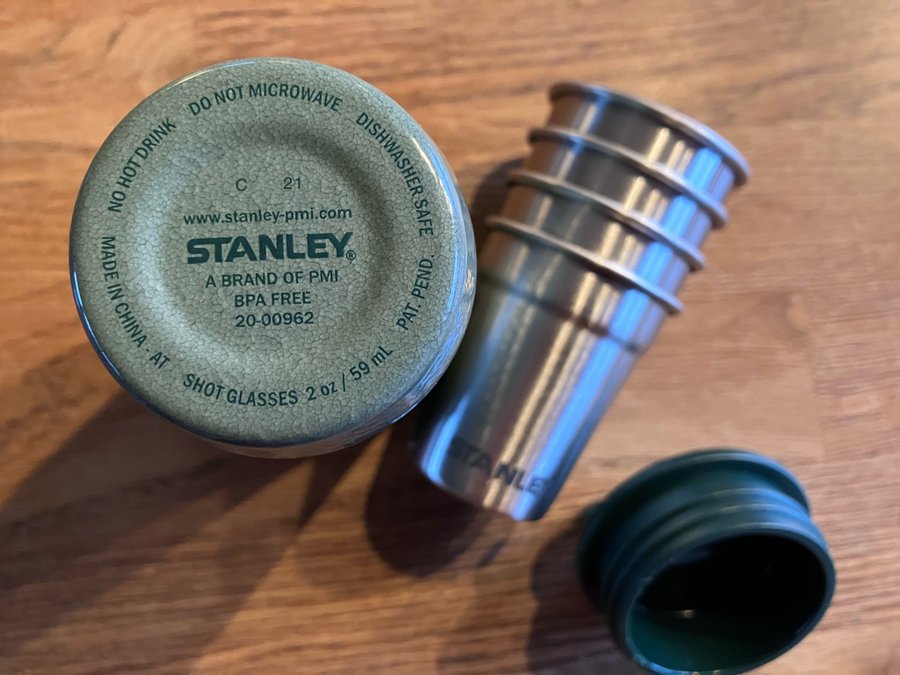 NO HOT DRINK
DO NOT MICROWAVE
DISHWASHER SAFE
C 21
www.stanley-pmi.com
STANLEY®
A BRAND OF PMI
BPA FREE
20-00962
MADE IN CHINA · AT
SHOT GLASSES 2 oz / 59 mL
PAT. PEND.
STANLEY